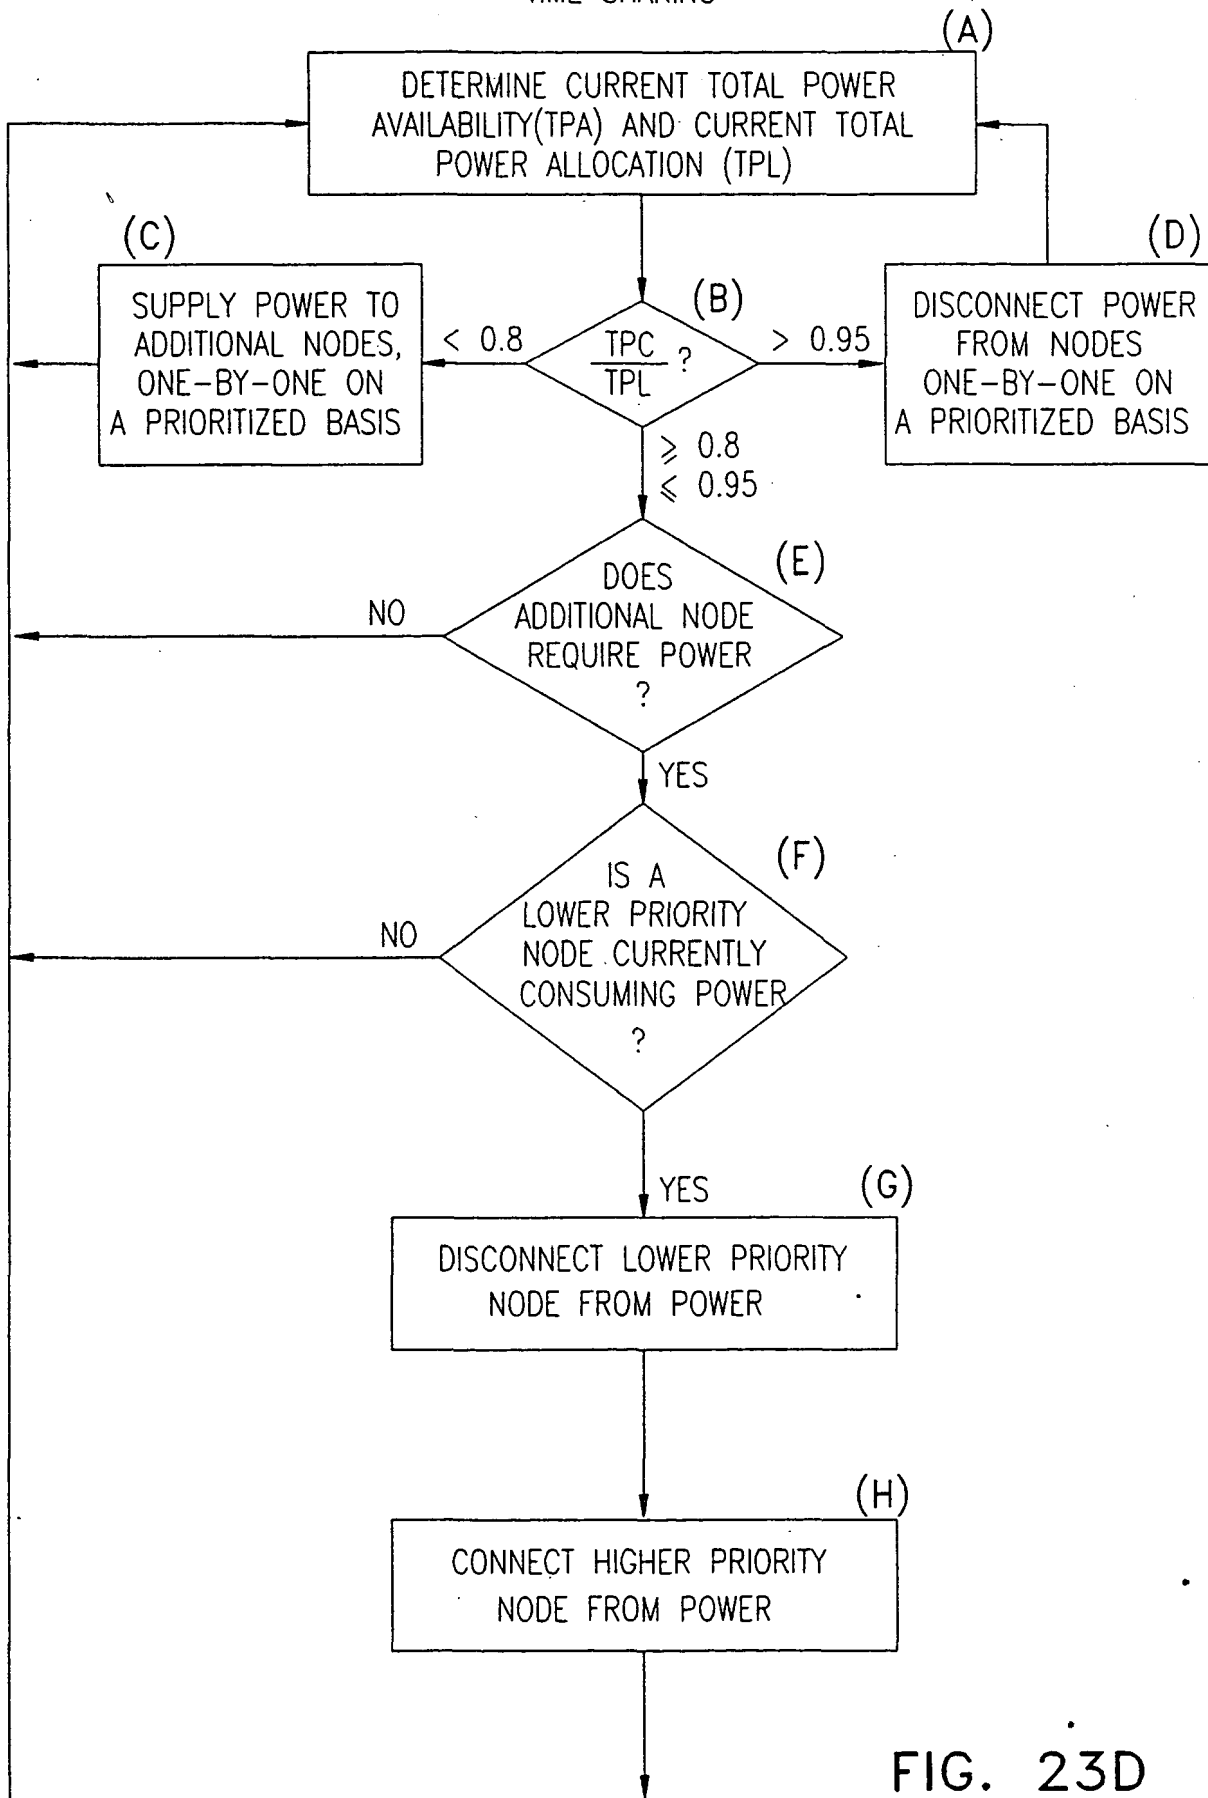 (A)
DETERMINE CURRENT TOTAL POWER
AVAILABILITY(TPA) AND CURRENT TOTAL
POWER ALLOCATION (TPL)
(C)
SUPPLY POWER TO
ADDITIONAL NODES,
ONE-BY-ONE ON
A PRIORITIZED BASIS
< 0.8
(B)
TPC
TPL
?
> 0.95
(D)
DISCONNECT POWER
FROM NODES
ONE-BY-ONE ON
A PRIORITIZED BASIS
⩾ 0.8
⩽ 0.95
(E)
DOES
ADDITIONAL NODE
REQUIRE POWER
?
NO
YES
(F)
IS A
LOWER PRIORITY
NODE CURRENTLY
CONSUMING POWER
?
NO
YES
(G)
DISCONNECT LOWER PRIORITY
NODE FROM POWER
(H)
CONNECT HIGHER PRIORITY
NODE FROM POWER
FIG. 23D